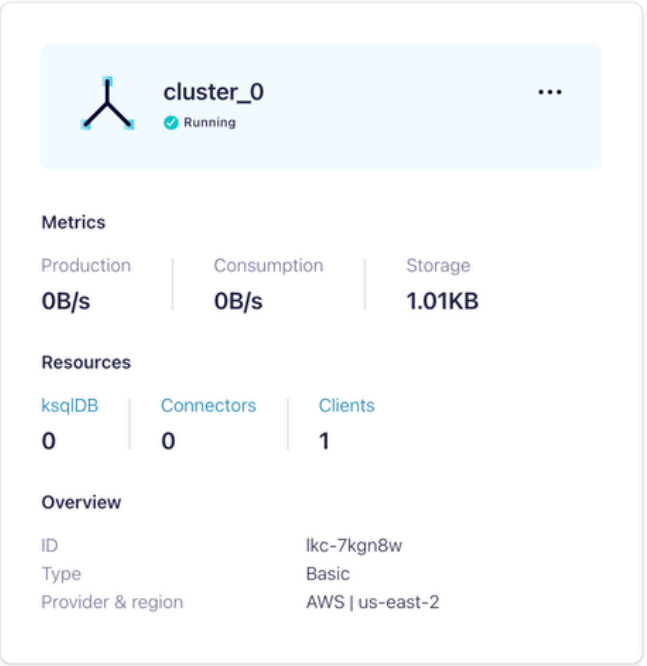 cluster_0
Running
Metrics
Production Consumption Storage
0B/s 0B/s 1.01KB
Resources
ksqlDB Connectors Clients
0 0 1
Overview
ID lkc-7kgn8w
Type Basic
Provider & region AWS | us-east-2